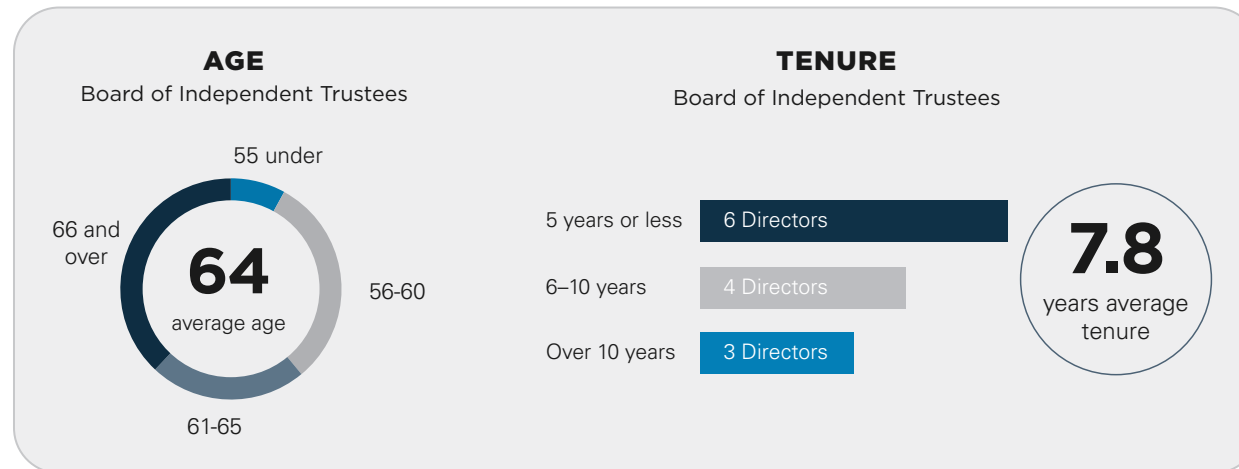 AGE
Board of Independent Trustees
55 under
66 and
over
64
average age
56-60
61-65
TENURE
Board of Independent Trustees
5 years or less
6 Directors
6–10 years
4 Directors
Over 10 years
3 Directors
7.8
years average
tenure